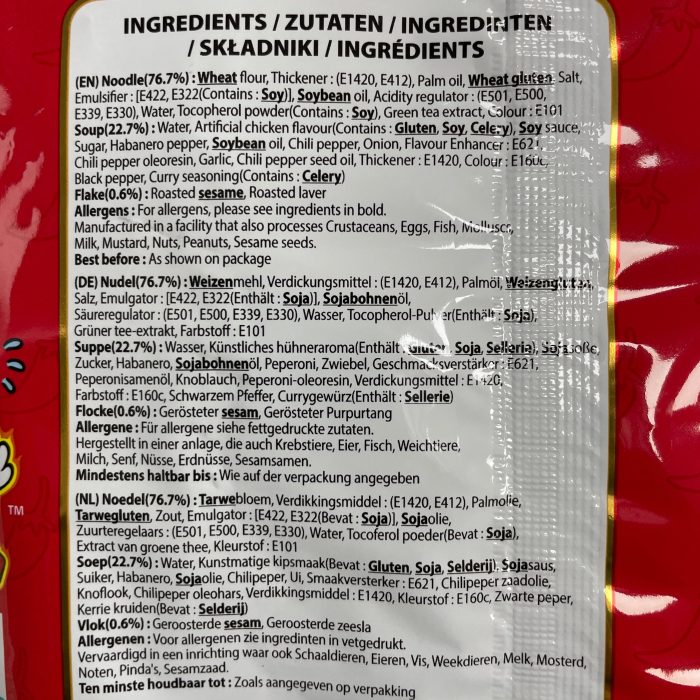 INGREDIENTS / ZUTATEN / INGREDINTEN
/ SKŁADNIKI / INGRÉDIENTS
(EN) Noodle(76.7%) : Wheat flour, Thickener : (E1420, E412), Palm oil, Wheat gluten, Salt,
Emulsifier : [E422, E322(Contains : Soy)], Soybean oil, Acidity regulator : (E501, E500,
E339, E330), Water, Tocopherol powder(Contains : Soy), Green tea extract, Colour : E101
Soup(22.7%) : Water, Artificial chicken flavour(Contains : Gluten, Soy, Celery), Soy sauce,
Sugar, Habanero pepper, Soybean oil, Chili pepper, Onion, Flavour Enhancer : E621,
Chili pepper oleoresin, Garlic, Chili pepper seed oil, Thickener : E1420, Colour : E160c,
Black pepper, Curry seasoning(Contains : Celery)
Flake(0.6%) : Roasted sesame, Roasted laver
Allergens : For allergens, please see ingredients in bold.
Manufactured in a facility that also processes Crustaceans, Eggs, Fish, Molluscs,
Milk, Mustard, Nuts, Peanuts, Sesame seeds.
Best before : As shown on package
(DE) Nudel(76.7%) : Weizenmehl, Verdickungsmittel : (E1420, E412), Palmöl, Weizengluten,
Salz, Emulgator : [E422, E322(Enthält : Soja)], Sojabohnenöl,
Säureregulator : (E501, E500, E339, E330), Wasser, Tocopherol-Pulver(Enthält : Soja),
Grüner tee-extrakt, Farbstoff : E101
Suppe(22.7%) : Wasser, Künstliches hühneraroma(Enthält : Gluten, Soja, Sellerie), Sojasoße,
Zucker, Habanero, Sojabohnenöl, Peperoni, Zwiebel, Geschmacksverstärker : E621,
Peperonisamenöl, Knoblauch, Peperoni-oleoresin, Verdickungsmittel : E1420,
Farbstoff : E160c, Schwarzem Pfeffer, Currygewürz(Enthält : Sellerie)
Flocke(0.6%) : Gerösteter sesam, Gerösteter Purpurtang
Allergene : Für allergene siehe fettgedruckte zutaten.
Hergestellt in einer anlage, die auch Krebstiere, Eier, Fisch, Weichtiere,
Milch, Senf, Nüsse, Erdnüsse, Sesamsamen.
Mindestens haltbar bis : Wie auf der verpackung angegeben
(NL) Noedel(76.7%) : Tarwebloem, Verdikkingsmiddel : (E1420, E412), Palmolie,
Tarwegluten, Zout, Emulgator : [E422, E322(Bevat : Soja)], Sojaolie,
Zuurteregelaars : (E501, E500, E339, E330), Water, Tocoferol poeder(Bevat : Soja),
Extract van groene thee, Kleurstof : E101
Soep(22.7%) : Water, Kunstmatige kipsmaak(Bevat : Gluten, Soja, Selderij), Sojasaus,
Suiker, Habanero, Sojaolie, Chilipeper, Ui, Smaakversterker : E621, Chilipeper zaadolie,
Knoflook, Chilipeper oleohars, Verdikkingsmiddel : E1420, Kleurstof : E160c, Zwarte peper,
Kerrie kruiden(Bevat : Selderij)
Vlok(0.6%) : Geroosterde sesam, Geroosterde zeesla
Allergenen : Voor allergenen zie ingredinten in vetgedrukt.
Vervaardigd in een inrichting waar ook Schaaldieren, Eieren, Vis, Weekdieren, Melk, Mosterd,
Noten, Pinda's, Sesamzaad.
Ten minste houdbaar tot : Zoals aangegeven op verpakking
TM